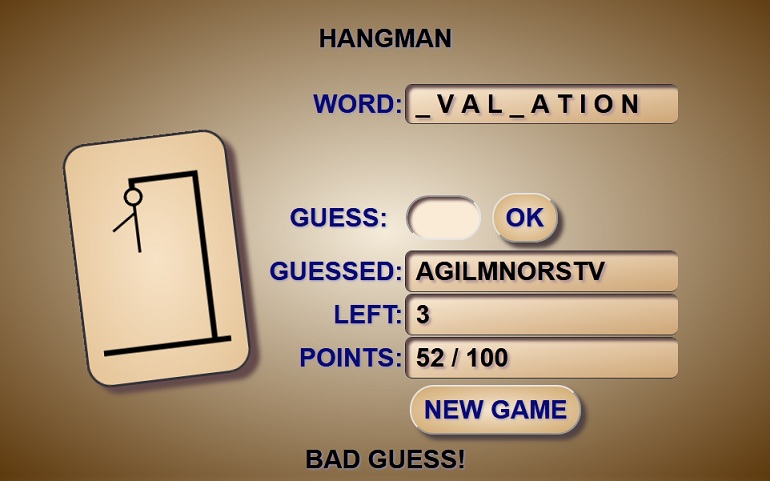 HANGMAN
WORD: _ V A L _ A T I O N
GUESS: OK
GUESSED: AGILMNORSTV
LEFT: 3
POINTS: 52 / 100
NEW GAME
BAD GUESS!